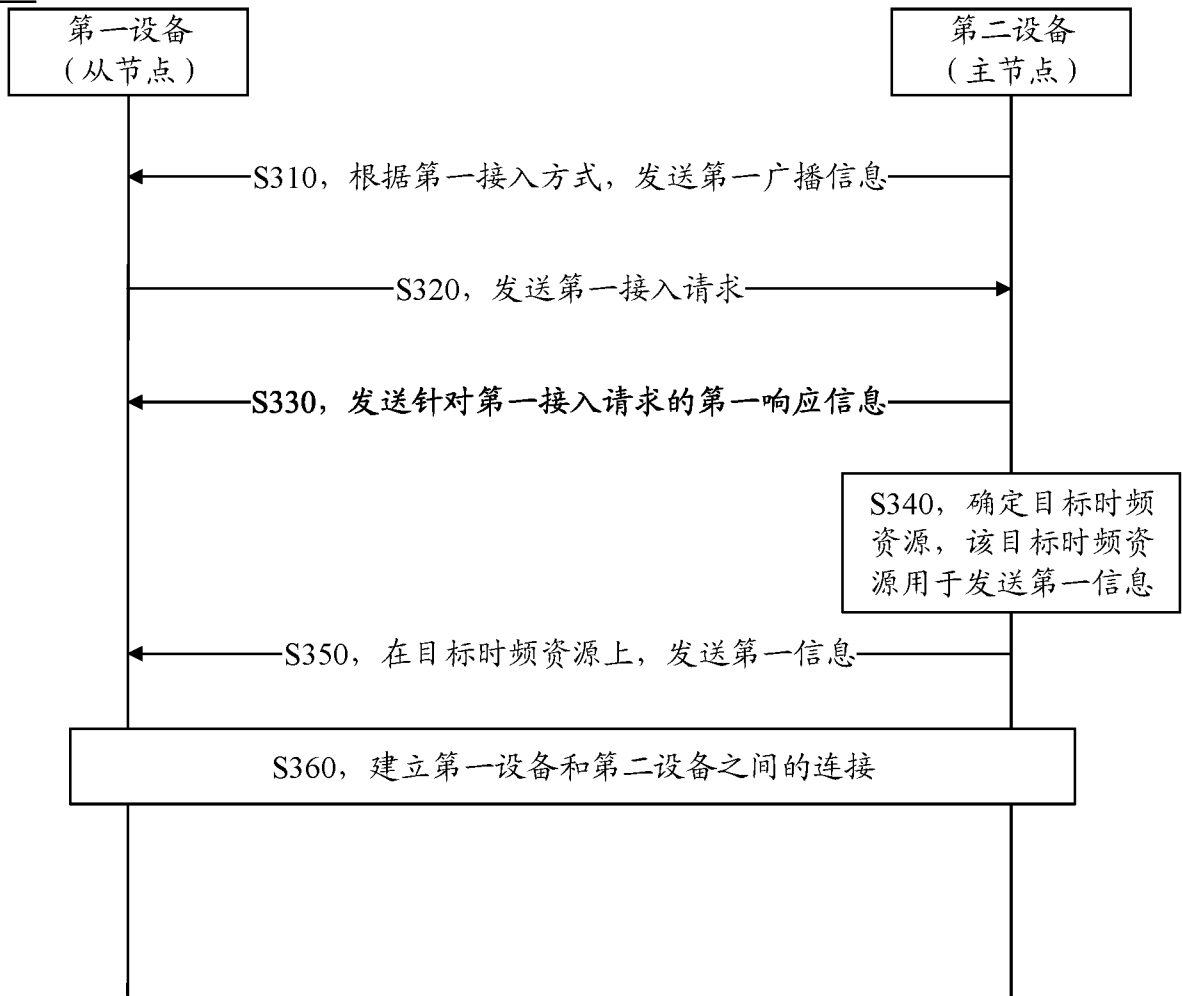 第一设备
（从节点）
第二设备
（主节点）
S310，根据第一接入方式，发送第一广播信息
S320，发送第一接入请求
S330，发送针对第一接入请求的第一响应信息
S340，确定目标时频
资源，该目标时频资
源用于发送第一信息
S350，在目标时频资源上，发送第一信息
S360，建立第一设备和第二设备之间的连接